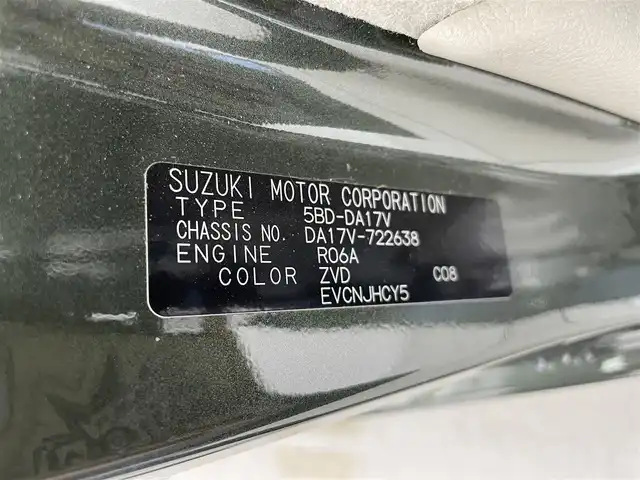 SUZUKI MOTOR CORPORATION
TYPE 5BD-DA17V
CHASSIS NO. DA17V-722638
ENGINE R06A
COLOR ZVD C08
EVCNJHCY5